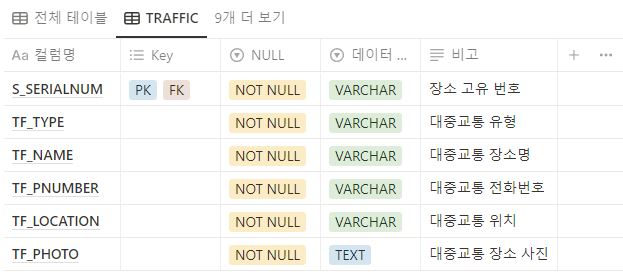 전체 테이블 TRAFFIC 9개 더 보기
Aa 컬럼명 Key NULL 데이터 ... 비고
S_SERIALNUM PK FK NOT NULL VARCHAR 장소 고유 번호
TF_TYPE NOT NULL VARCHAR 대중교통 유형
TF_NAME NOT NULL VARCHAR 대중교통 장소명
TF_PNUMBER NOT NULL VARCHAR 대중교통 전화번호
TF_LOCATION NOT NULL VARCHAR 대중교통 위치
TF_PHOTO NOT NULL TEXT 대중교통 장소 사진